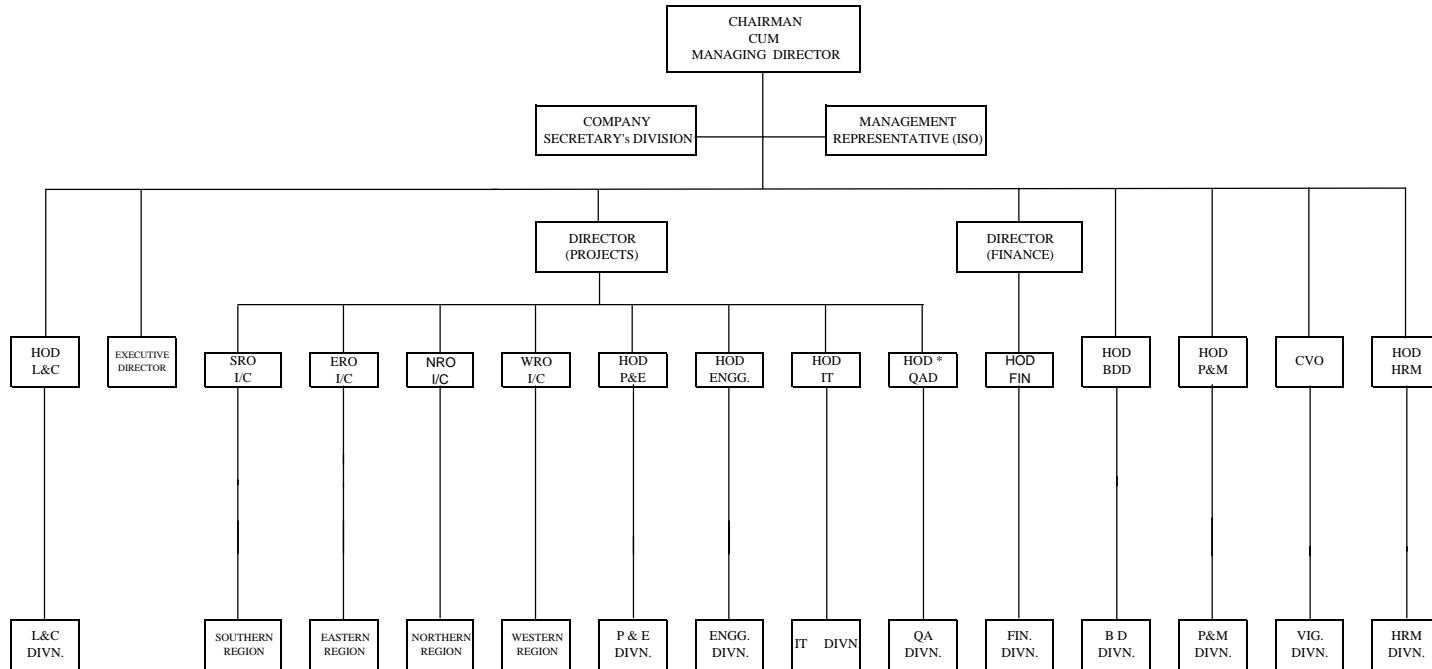 CHAIRMAN
CUM
MANAGING DIRECTOR
COMPANY
SECRETARY's DIVISION
MANAGEMENT
REPRESENTATIVE (ISO)
DIRECTOR
(PROJECTS)
DIRECTOR
(FINANCE)
HOD
L&C
EXECUTIVE
DIRECTOR
SRO
I/C
ERO
I/C
NRO
I/C
WRO
I/C
HOD
P&E
HOD
ENGG.
HOD
IT
HOD *
QAD
HOD
FIN
HOD
BDD
HOD
P&M
CVO
HOD
HRM
L&C
DIVN.
SOUTHERN
REGION
EASTERN
REGION
NORTHERN
REGION
WESTERN
REGION
P & E
DIVN.
ENGG.
DIVN.
IT DIVN.
QA
DIVN.
FIN.
DIVN.
B D
DIVN.
P&M
DIVN.
VIG.
DIVN.
HRM
DIVN.